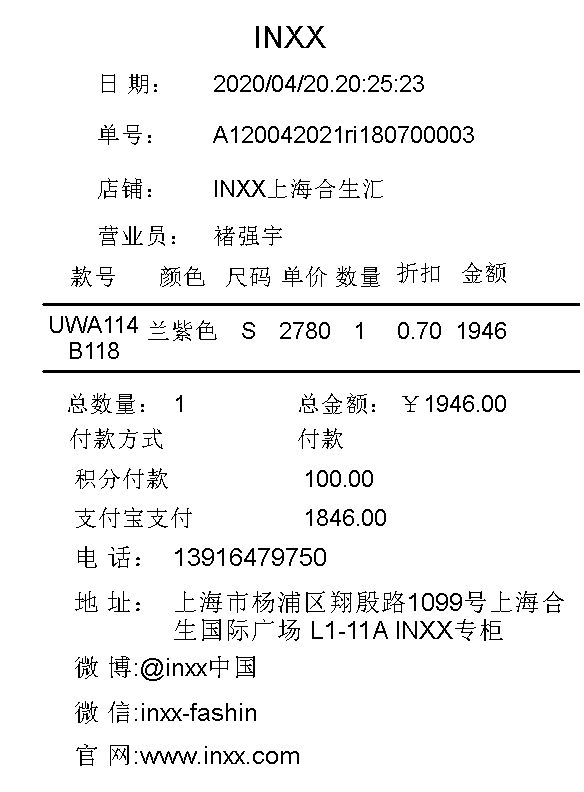 INXX
日 期： 2020/04/20.20:25:23
单号： A120042021ri180700003
店铺： INXX上海合生汇
营业员： 褚强宇
款号 颜色 尺码 单价 数量 折扣 金额
UWA114 兰紫色 S 2780 1 0.70 1946
B118
总数量： 1 总金额： ￥1946.00
付款方式 付款
积分付款 100.00
支付宝支付 1846.00
电 话： 13916479750
地 址： 上海市杨浦区翔殷路1099号上海合
生国际广场 L1-11A INXX专柜
微 博:@inxx中国
微 信:inxx-fashin
官 网:www.inxx.com